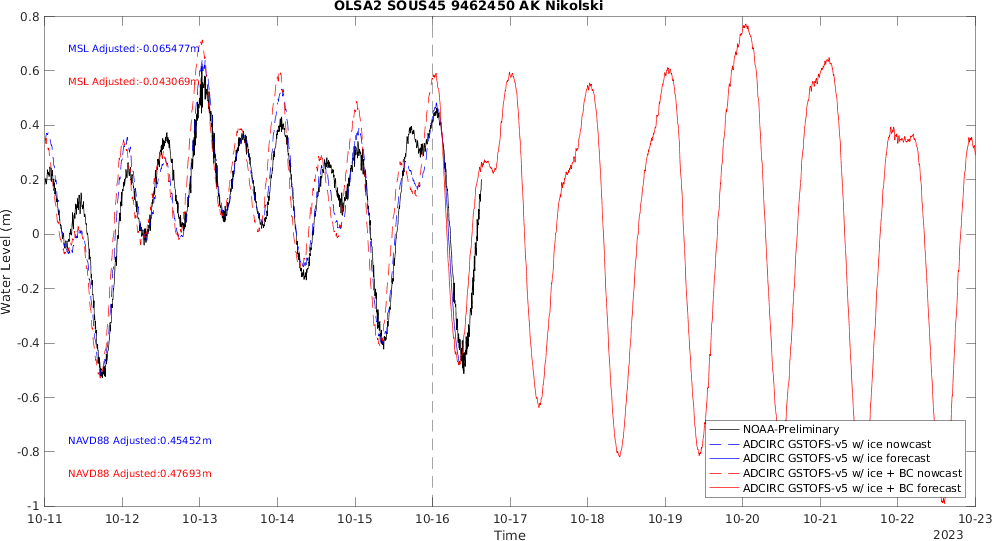 OLSA2 SOUS45 9462450 AK Nikolski
0.8
0.6
0.4
0.2
0
-0.2
-0.4
-0.6
-0.8
-1
Water Level (m)
MSL Adjusted:-0.065477m
MSL Adjusted:-0.043069m
NAVD88 Adjusted:0.45452m
NAVD88 Adjusted:0.47693m
NOAA-Preliminary
ADCIRC GSTOFS-v5 w/ ice nowcast
ADCIRC GSTOFS-v5 w/ ice forecast
ADCIRC GSTOFS-v5 w/ ice + BC nowcast
ADCIRC GSTOFS-v5 w/ ice + BC forecast
10-11 10-12 10-13 10-14 10-15 10-16 10-17 10-18 10-19 10-20 10-21 10-22 10-23
Time
2023